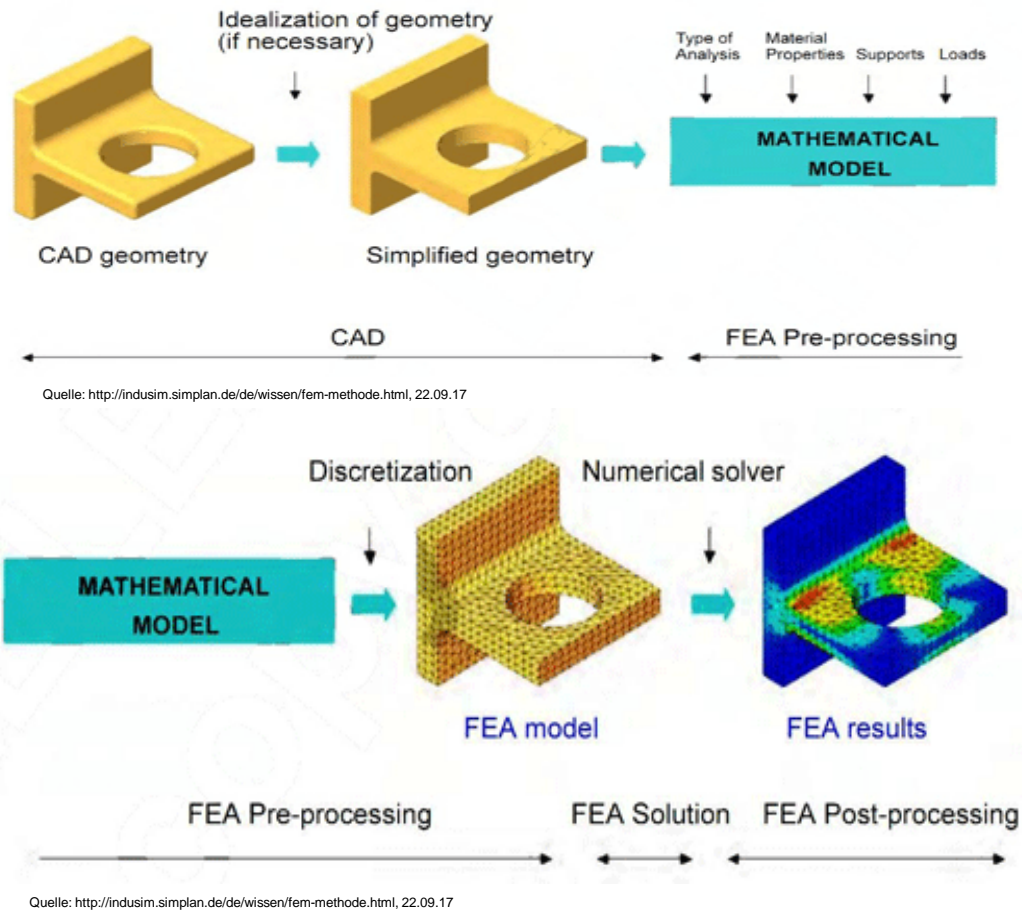 Idealization of geometry
(if necessary)
Type of
Analysis
Material
Properties
Supports
Loads
MATHEMATICAL
MODEL
CAD geometry
Simplified geometry
CAD
FEA Pre-processing
Quelle: http://indusim.simplan.de/de/wissen/fem-methode.html, 22.09.17
Discretization
Numerical solver
MATHEMATICAL
MODEL
FEA model
FEA results
FEA Pre-processing
FEA Solution
FEA Post-processing
Quelle: http://indusim.simplan.de/de/wissen/fem-methode.html, 22.09.17